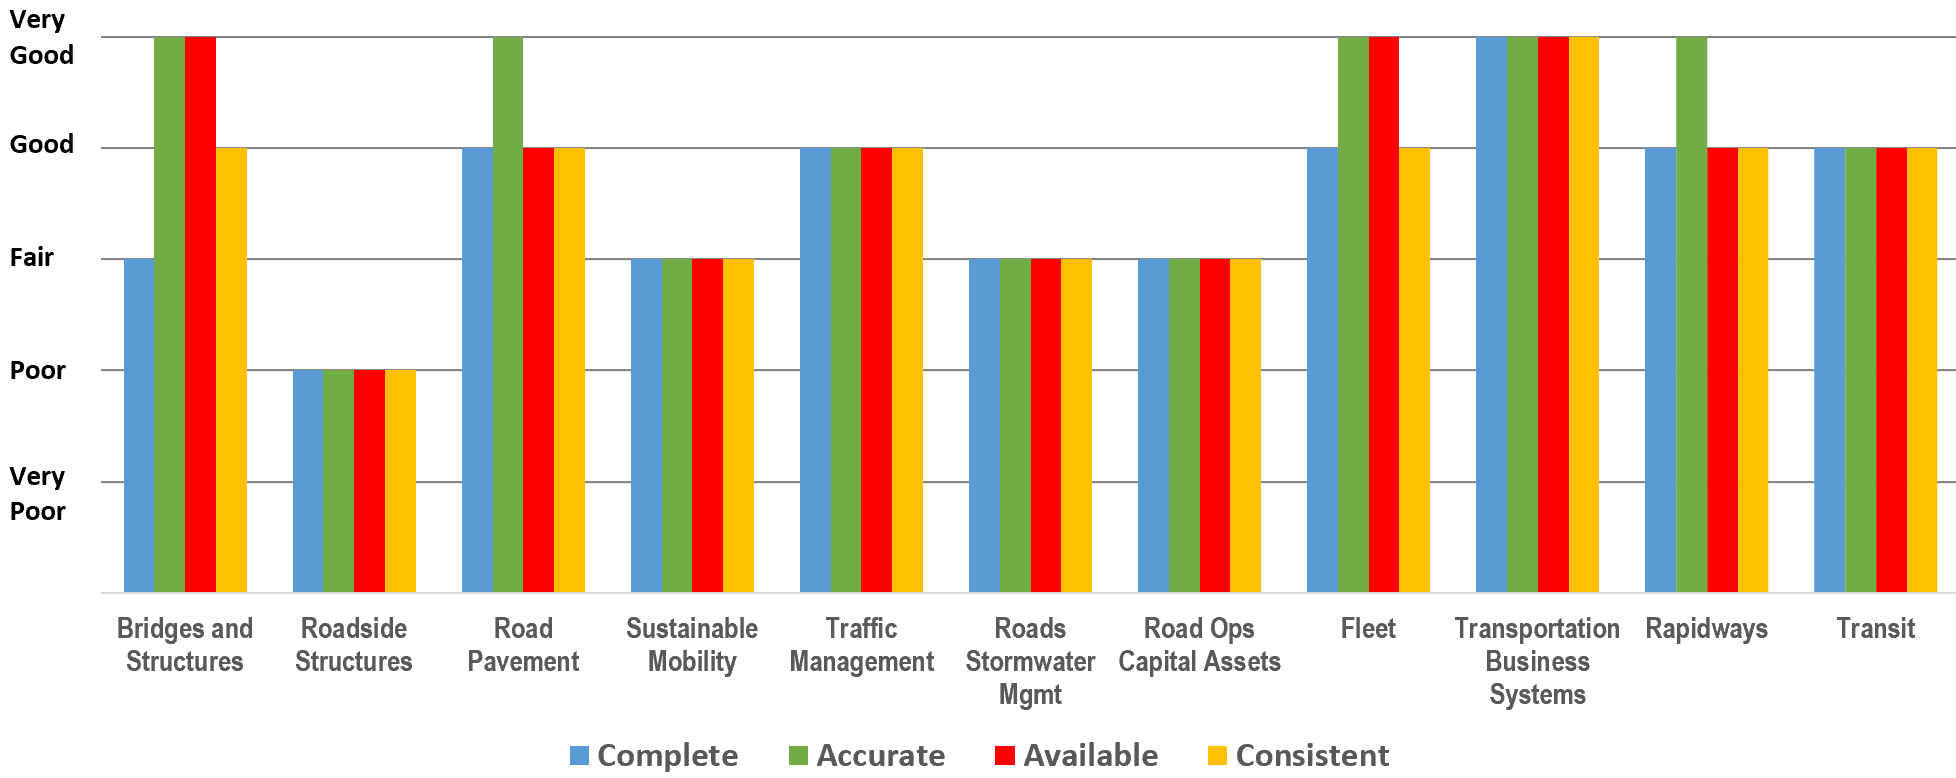 Very
Good
Good
Fair
Poor
Very
Poor
Bridges and
Structures
Roadside
Structures
Road
Pavement
Sustainable
Mobility
Traffic
Management
Roads
Stormwater
Mgmt
Road Ops
Capital Assets
Fleet
Transportation
Business
Systems
Rapidways
Transit
Complete
Accurate
Available
Consistent